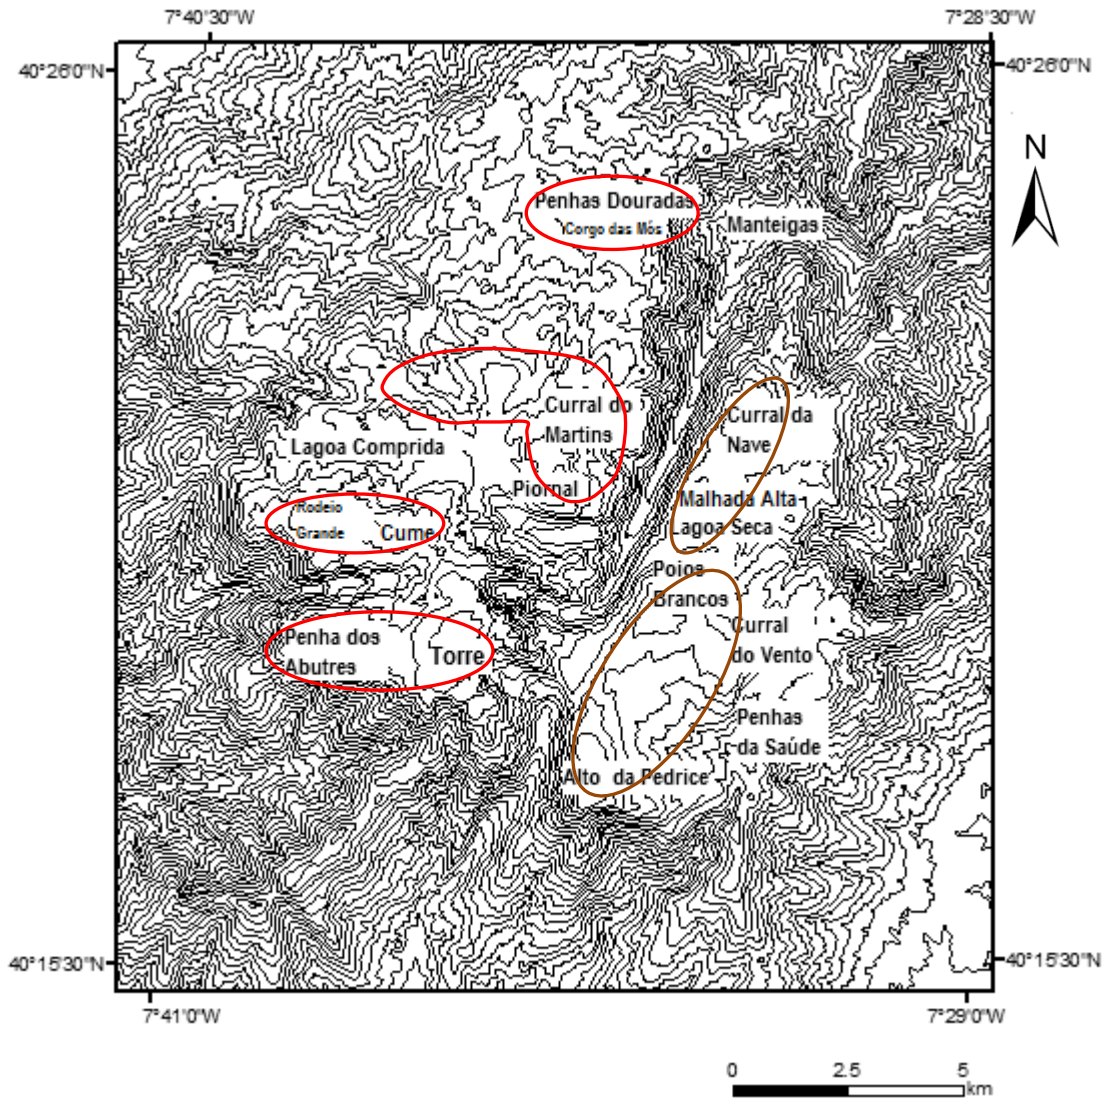 7°40'30"W
7°28'30"W
40°26'0"N
40°26'0"N
N
Penhas Douradas
Corgo das Mós
Manteigas
Curral do
Martins
Curral da
Nave
Lagoa Comprida
Piornal
Malhada Alta
Lagoa Seca
Rodeio
Grande
Cume
Poios
Brancos
Penha dos
Abutres
Torre
Curral
do Vento
Penhas
da Saúde
Alto da Pedrice
40°15'30"N
40°15'30"N
7°41'0"W
7°29'0"W
0 2.5 5
km